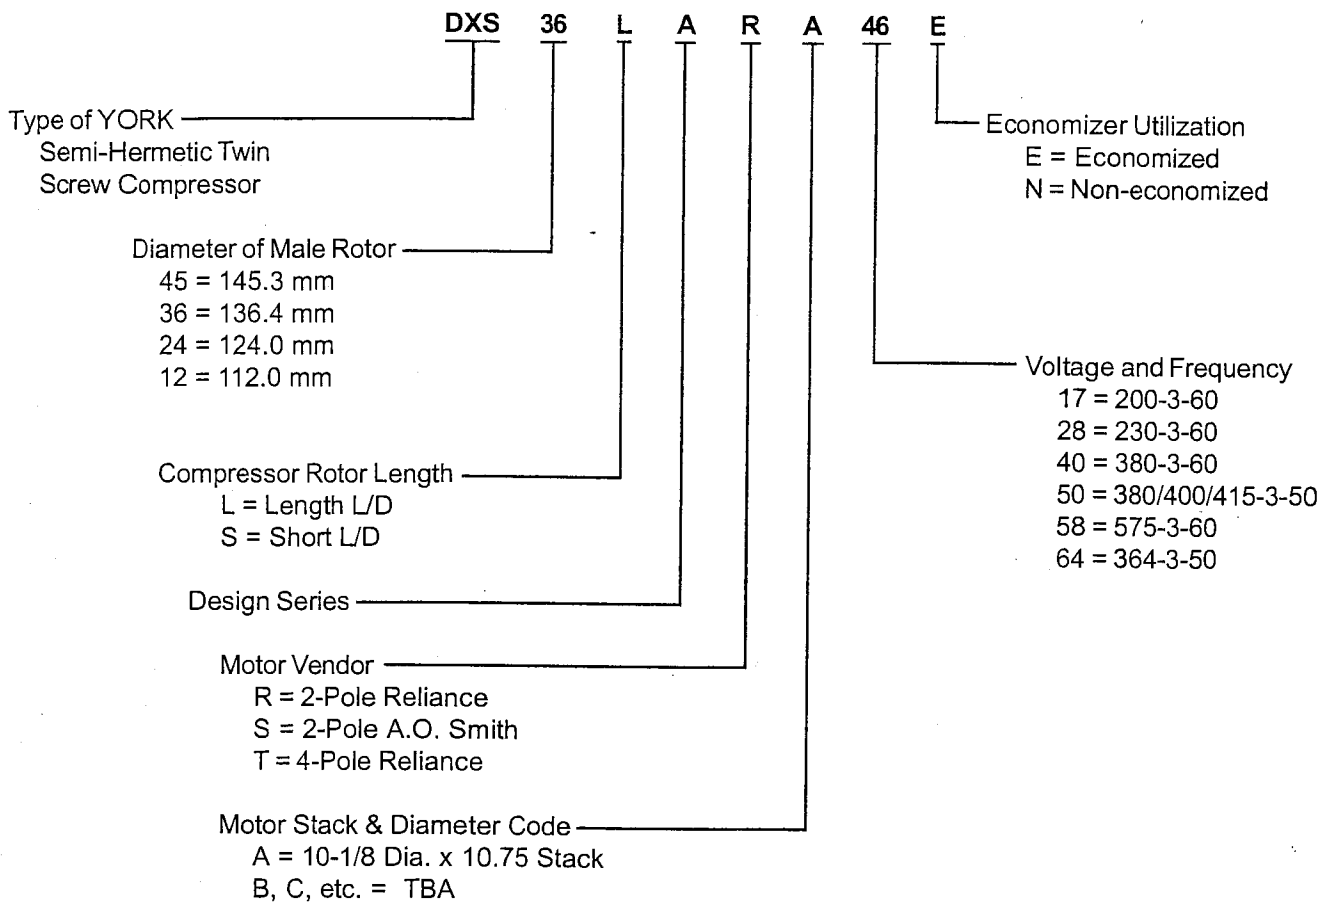 DXS 36 L A R A 46 E
Type of YORK
Semi-Hermetic Twin
Screw Compressor
Economizer Utilization
E = Economized
N = Non-economized
Diameter of Male Rotor
45 = 145.3 mm
36 = 136.4 mm
24 = 124.0 mm
12 = 112.0 mm
Voltage and Frequency
17 = 200-3-60
28 = 230-3-60
40 = 380-3-60
50 = 380/400/415-3-50
58 = 575-3-60
64 = 364-3-50
Compressor Rotor Length
L = Length L/D
S = Short L/D
Design Series
Motor Vendor
R = 2-Pole Reliance
S = 2-Pole A.O. Smith
T = 4-Pole Reliance
Motor Stack & Diameter Code
A = 10-1/8 Dia. x 10.75 Stack
B, C, etc. = TBA